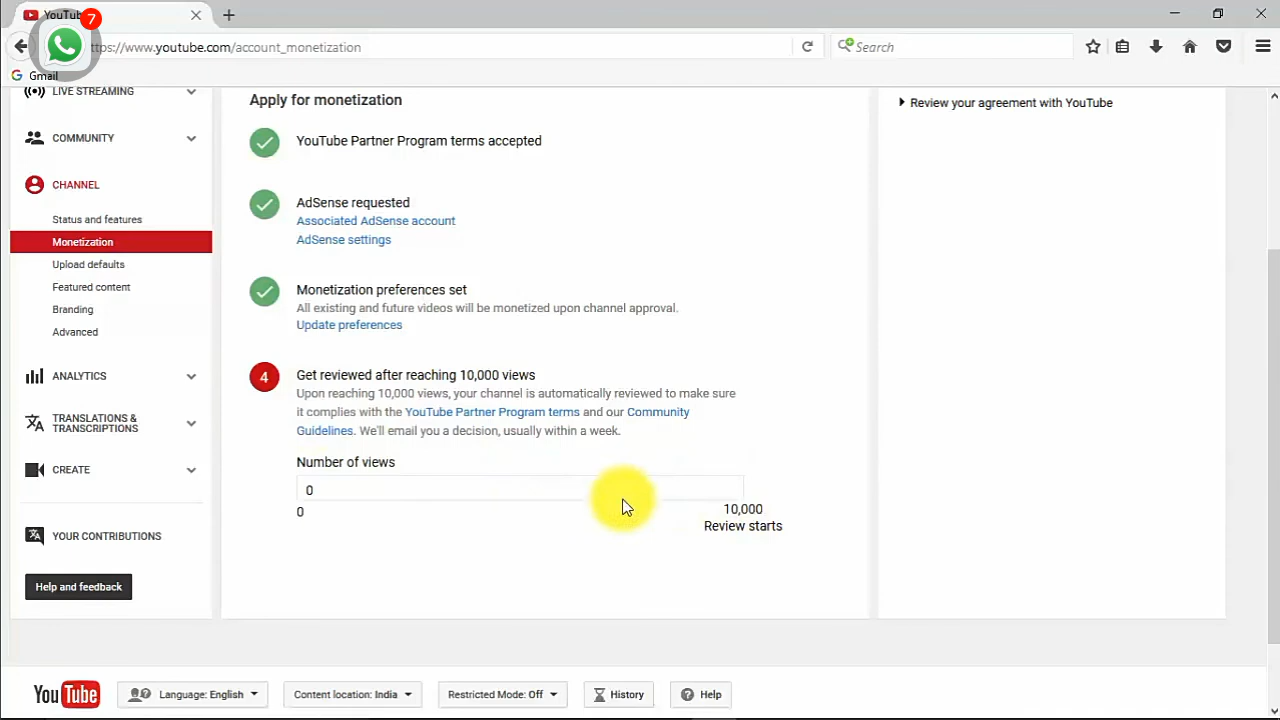 YouTube
7
https://www.youtube.com/account_monetization
Search
Gmail
LIVE STREAMING
COMMUNITY
CHANNEL
Status and features
Monetization
Upload defaults
Featured content
Branding
Advanced
ANALYTICS
TRANSLATIONS &
TRANSCRIPTIONS
CREATE
YOUR CONTRIBUTIONS
Help and feedback
Apply for monetization
YouTube Partner Program terms accepted
AdSense requested
Associated AdSense account
AdSense settings
Monetization preferences set
All existing and future videos will be monetized upon channel approval.
Update preferences
4
Get reviewed after reaching 10,000 views
Upon reaching 10,000 views, your channel is automatically reviewed to make sure
it complies with the YouTube Partner Program terms and our Community
Guidelines. We'll email you a decision, usually within a week.
Number of views
0
0
10,000
Review starts
Review your agreement with YouTube
YouTube
Language: English
Content location: India
Restricted Mode: Off
History
Help